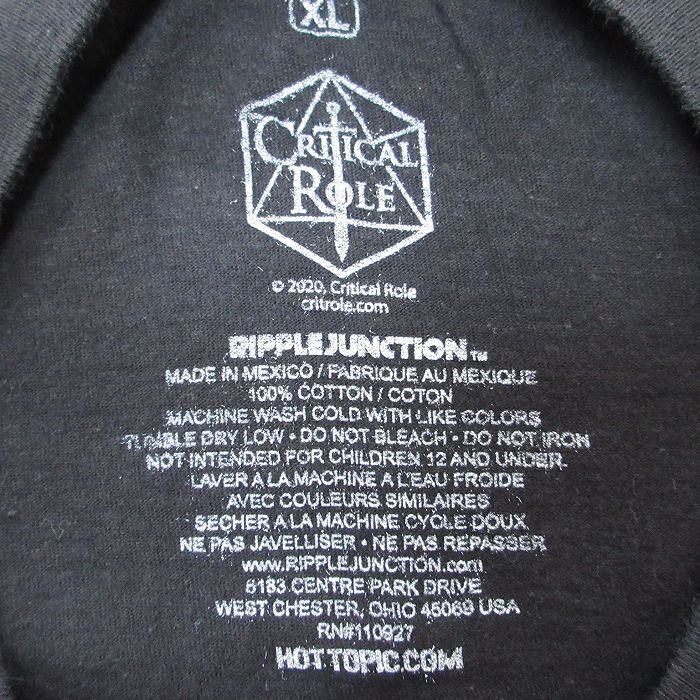 XL
CRITICAL
ROLE
© 2020, Critical Role
critrole.com
RIPPLE JUNCTION™
MADE IN MEXICO / FABRIQUE AU MEXIQUE
100% COTTON / COTON
MACHINE WASH COLD WITH LIKE COLORS
TUMBLE DRY LOW • DO NOT BLEACH • DO NOT IRON
NOT INTENDED FOR CHILDREN 12 AND UNDER
LAVER A LA MACHINE A L'EAU FROIDE
AVEC COULEURS SIMILAIRES
SECHER A LA MACHINE CYCLE DOUX
NE PAS JAVELLISER • NE PAS REPASSER
www.RIPPLEJUNCTION.com
5183 CENTRE PARK DRIVE
WEST CHESTER, OHIO 45069 USA
RN#110927
HOTTOPIC.COM